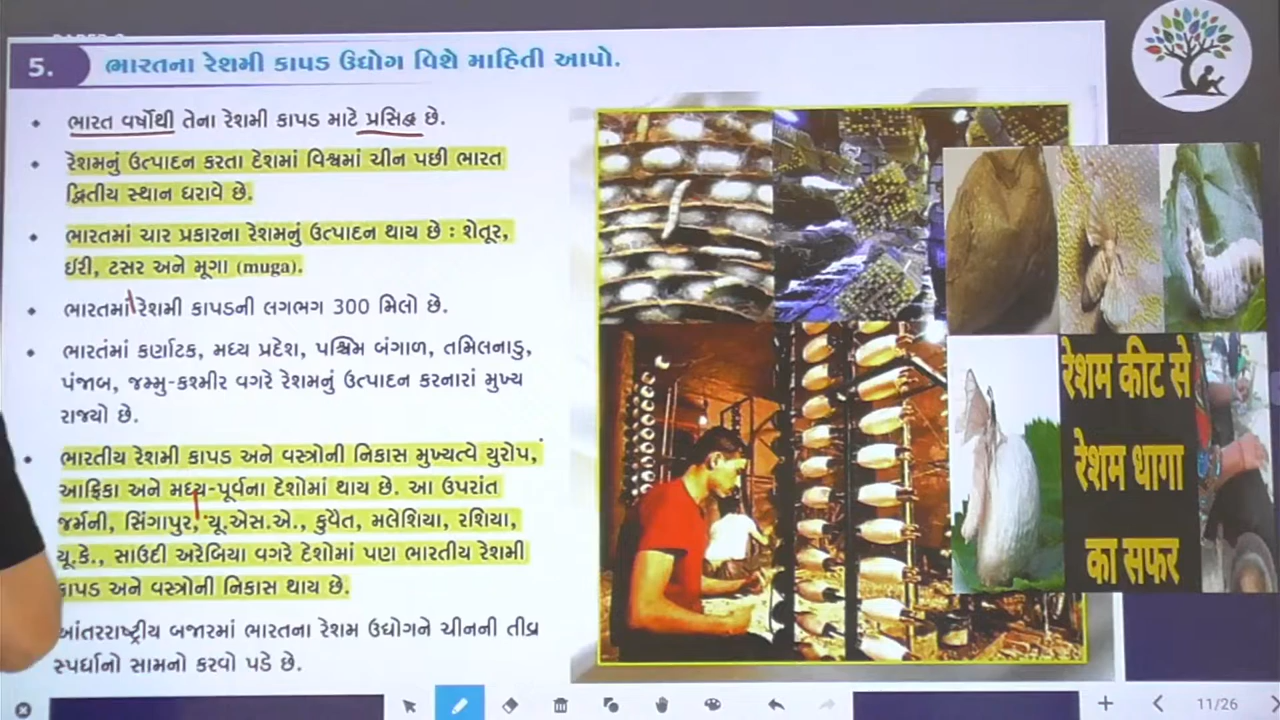 5. ભારતના રેશમી કાપડ ઉદ્યોગ વિશે માહિતી આપો.
• ભારત વર્ષોથી તેના રેશમી કાપડ માટે પ્રસિદ્ધ છે.
• રેશમનું ઉત્પાદન કરતા દેશમાં વિશ્વમાં ચીન પછી ભારત
દ્વિતીય સ્થાન ધરાવે છે.
• ભારતમાં ચાર પ્રકારના રેશમનું ઉત્પાદન થાય છે : શેતૂર,
ઈરી, ટસર અને મૂગા (muga).
• ભારતમાં રેશમી કાપડની લગભગ 300 મિલો છે.
• ભારતમાં કર્ણાટક, મધ્ય પ્રદેશ, પશ્ચિમ બંગાળ, તમિલનાડુ,
પંજાબ, જમ્મુ-કશ્મીર વગરે રેશમનું ઉત્પાદન કરનારાં મુખ્ય
રાજ્યો છે.
• ભારતીય રેશમી કાપડ અને વસ્ત્રોની નિકાસ મુખ્યત્વે યુરોપ,
આફ્રિકા અને મધ્ય-પૂર્વના દેશોમાં થાય છે. આ ઉપરાંત
જર્મની, સિંગાપુર, યૂ.એસ.એ., કુવૈત, મલેશિયા, રશિયા,
યૂ.કે., સાઉદી અરેબિયા વગરે દેશોમાં પણ ભારતીય રેશમી
કાપડ અને વસ્ત્રોની નિકાસ થાય છે.
આંતરરાષ્ટ્રીય બજારમાં ભારતના રેશમ ઉદ્યોગને ચીનની તીવ્ર
સ્પર્ધાનો સામનો કરવો પડે છે.
रेशम कीट से
रेशम धागा
का सफर
11/26